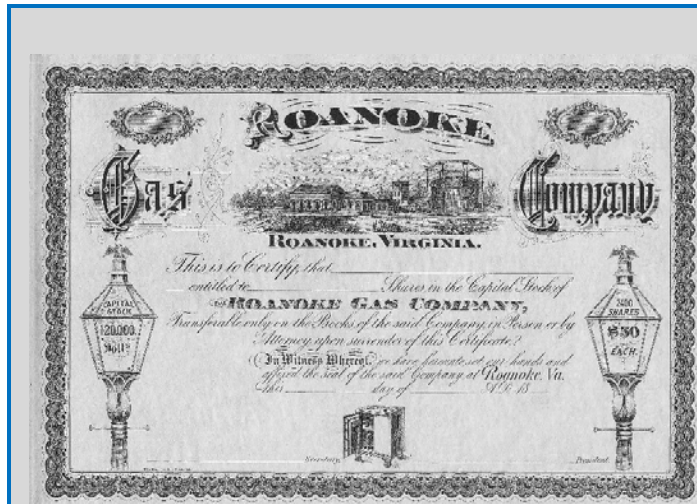 ROANOKE
Gas Company
ROANOKE, VIRGINIA.
This is to Certify, that
entitled to Shares in the Capital Stock of
ROANOKE GAS COMPANY,
Transferable only on the Books of the said Company, in Person or by
Attorney upon surrender of this Certificate.
In Witness Whereof, we have hereunto set our hands and
affixed the seal of the said Company, at Roanoke, Va.
this day of A.D. 18
CAPITAL
STOCK
$120,000.
2400
SHARES
$50
EACH.
Secretary.
President.